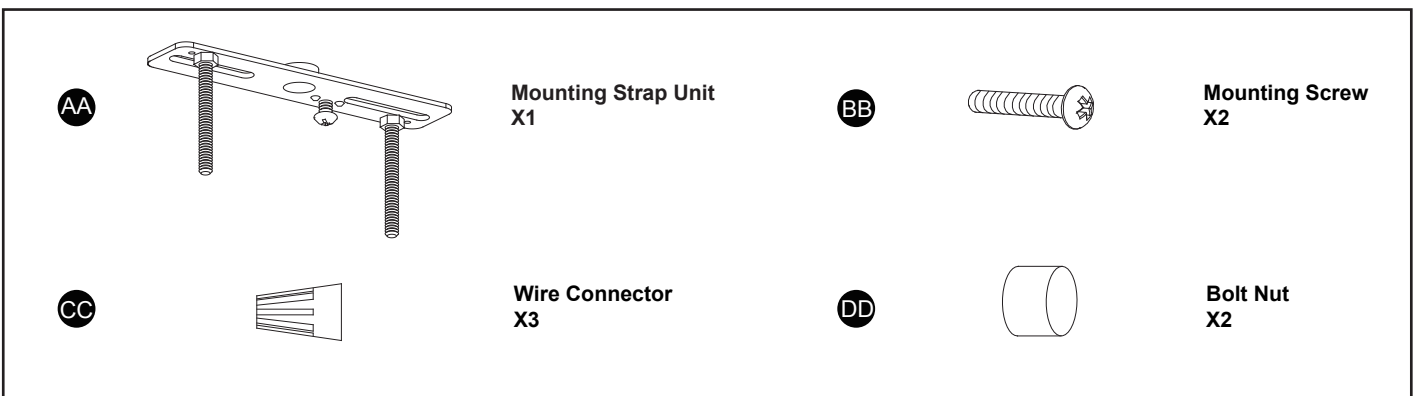 AA
Mounting Strap Unit
X1
BB
Mounting Screw
X2
CC
Wire Connector
X3
DD
Bolt Nut
X2